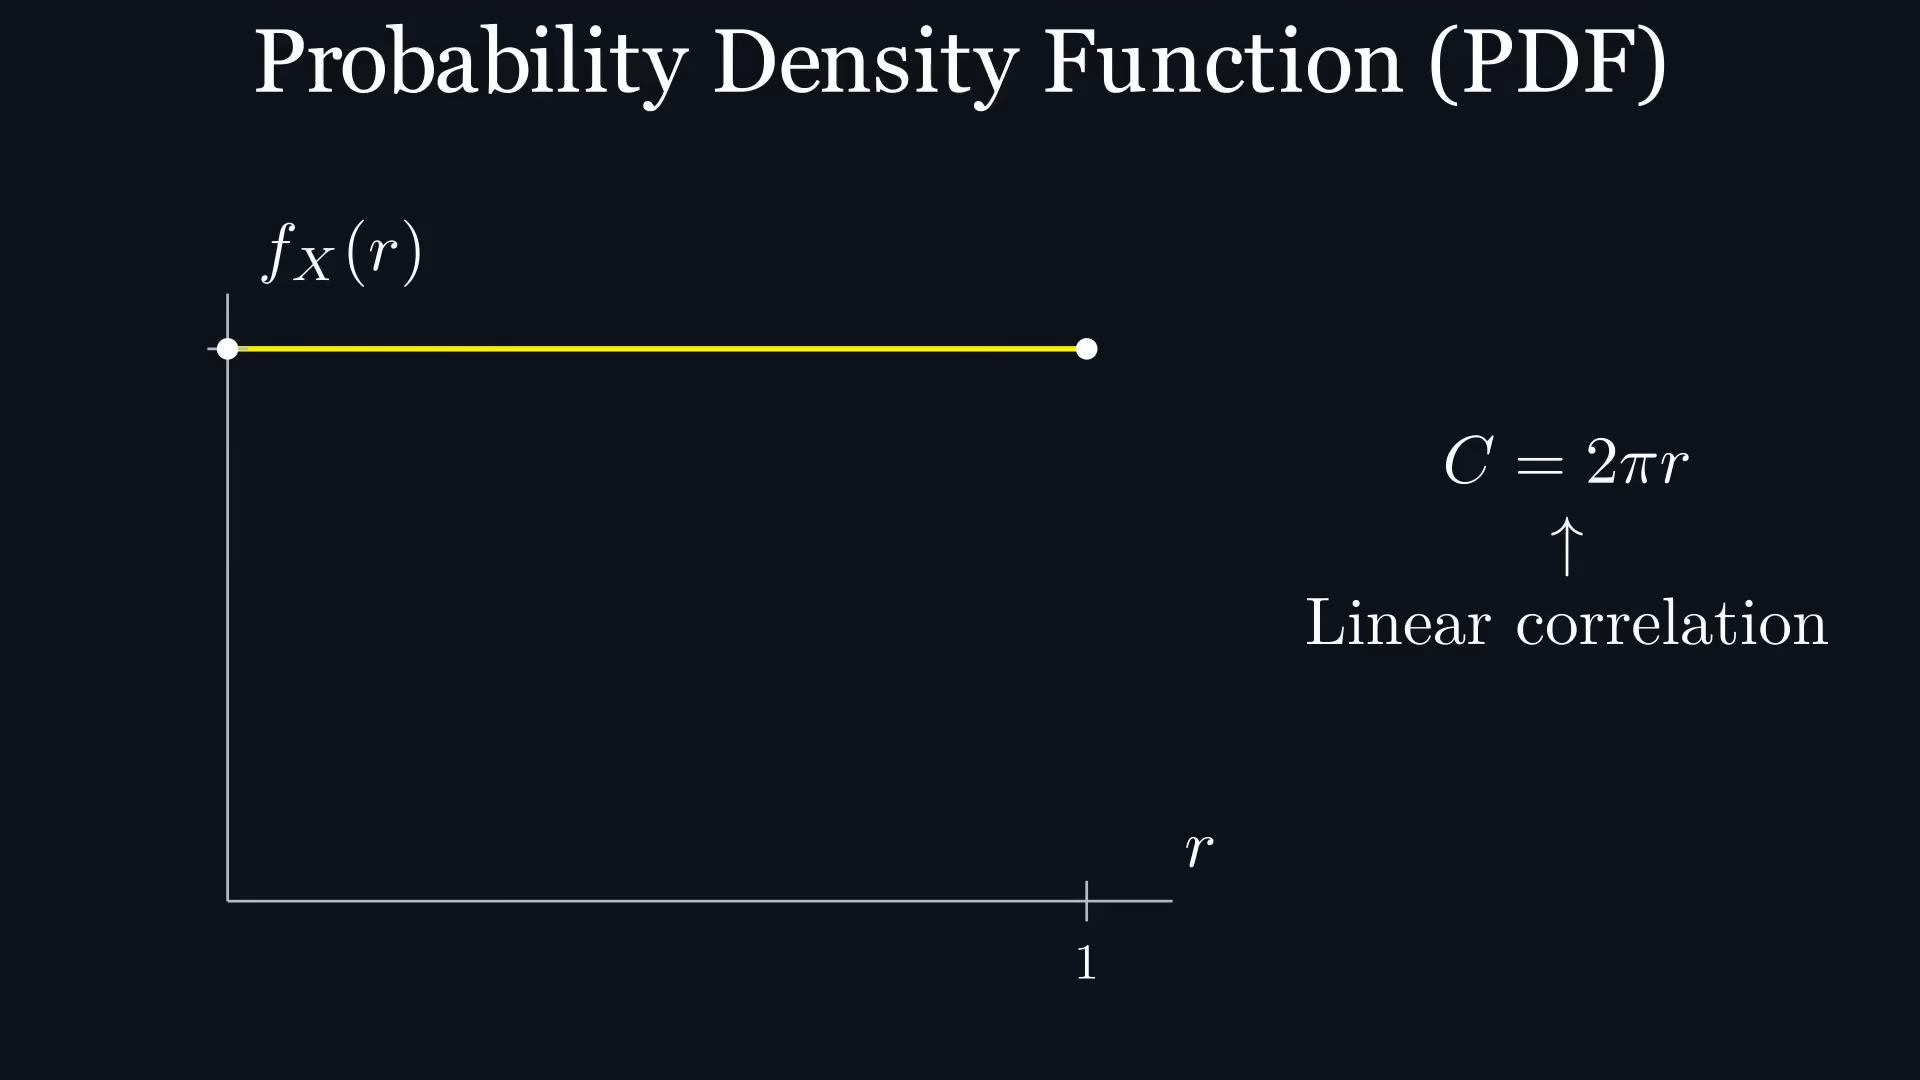 Probability Density Function (PDF)
f_X(r)
C = 2πr
↑
Linear correlation
r
1